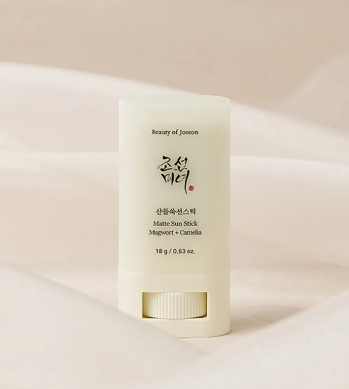 Beauty of Joseon
조선
미녀
산들쑥선스틱
Matte Sun Stick
Mugwort + Camelia
18 g / 0.63 oz.